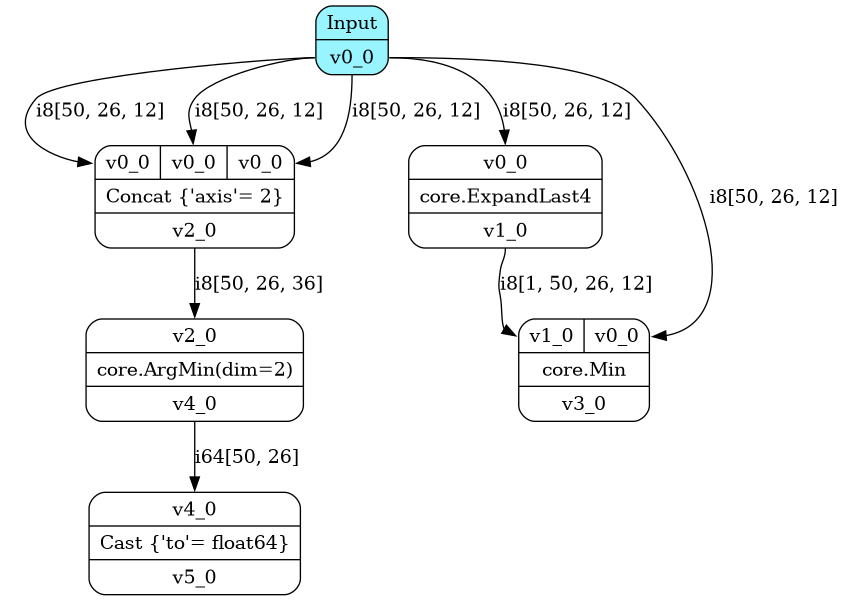 Input
v0_0
i8[50, 26, 12]
i8[50, 26, 12]
i8[50, 26, 12]
i8[50, 26, 12]
i8[50, 26, 12]
v0_0 v0_0 v0_0
Concat {'axis'= 2}
v2_0
v0_0
core.ExpandLast4
v1_0
i8[50, 26, 36]
i8[1, 50, 26, 12]
v2_0
core.ArgMin(dim=2)
v4_0
v1_0 v0_0
core.Min
v3_0
i64[50, 26]
v4_0
Cast {'to'= float64}
v5_0